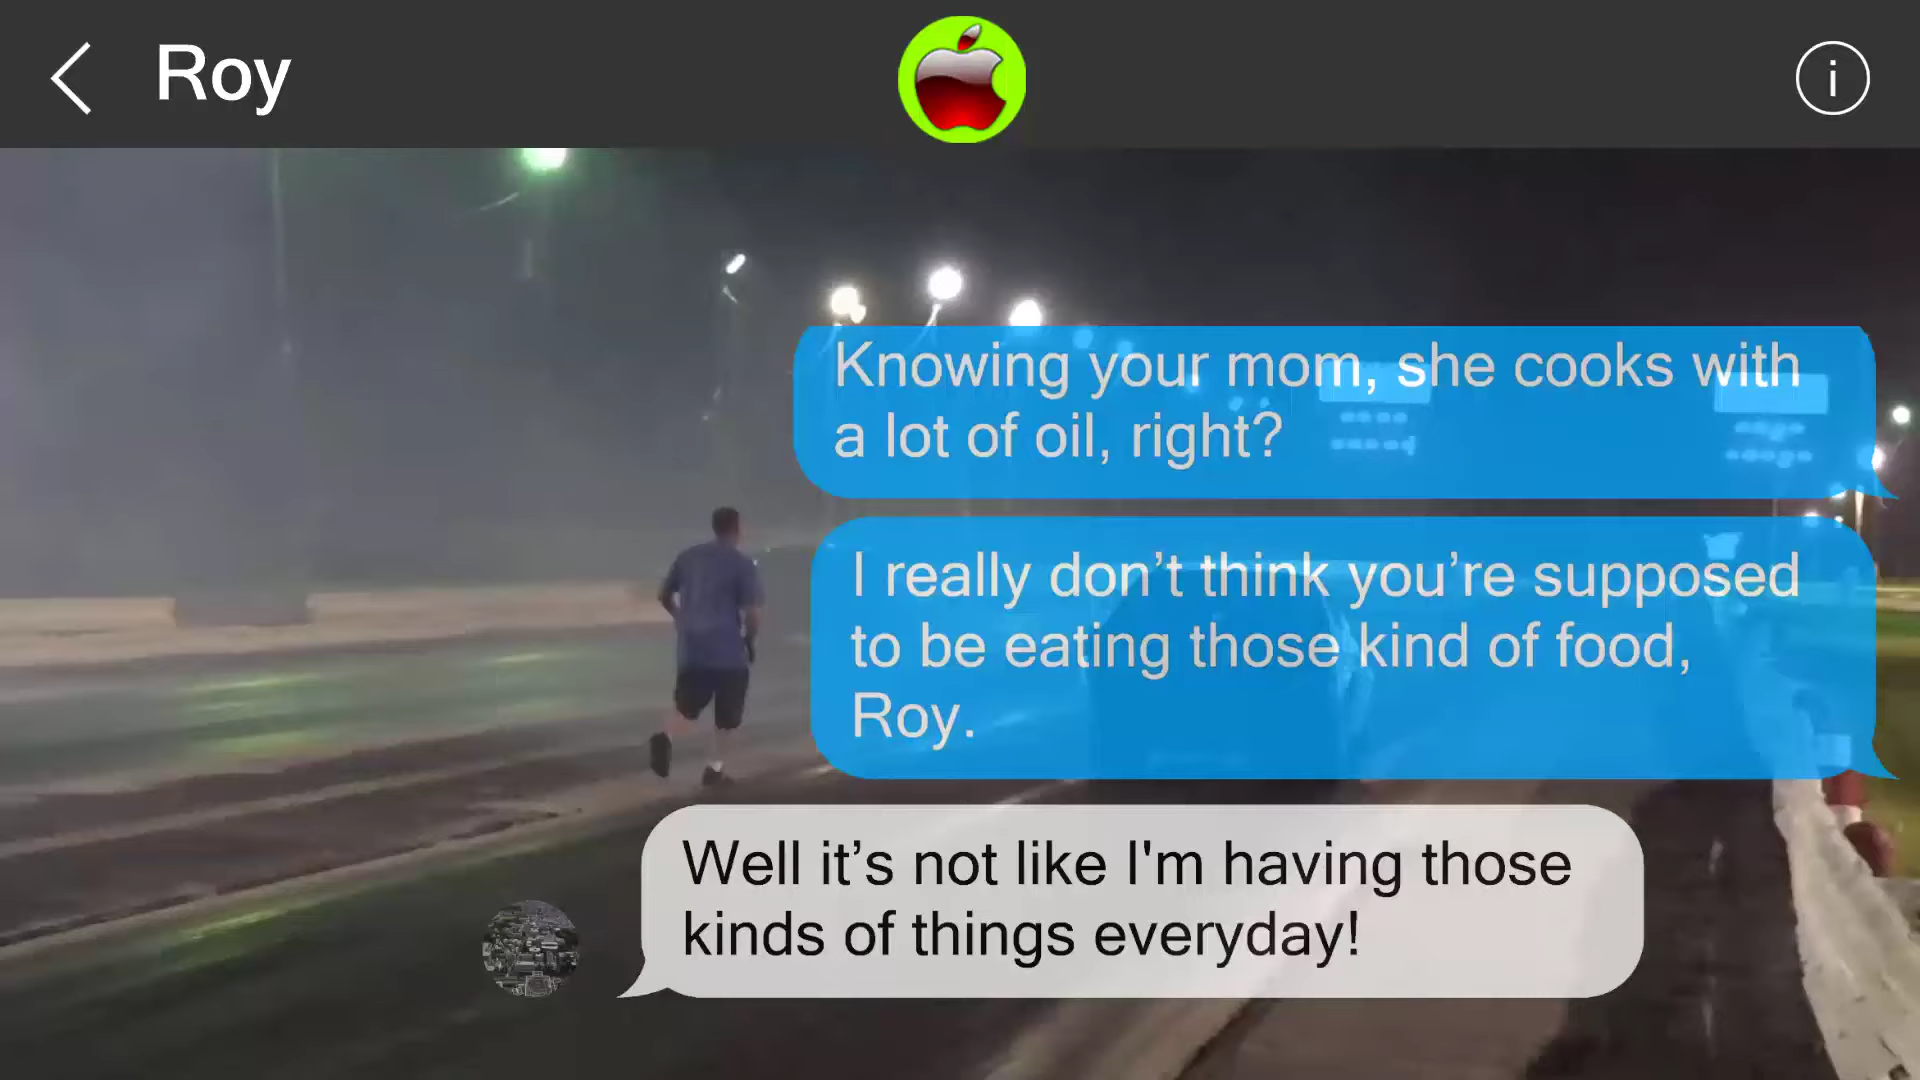 Roy
i
Knowing your mom, she cooks with
a lot of oil, right?
I really don’t think you’re supposed
to be eating those kind of food,
Roy.
Well it’s not like I'm having those
kinds of things everyday!